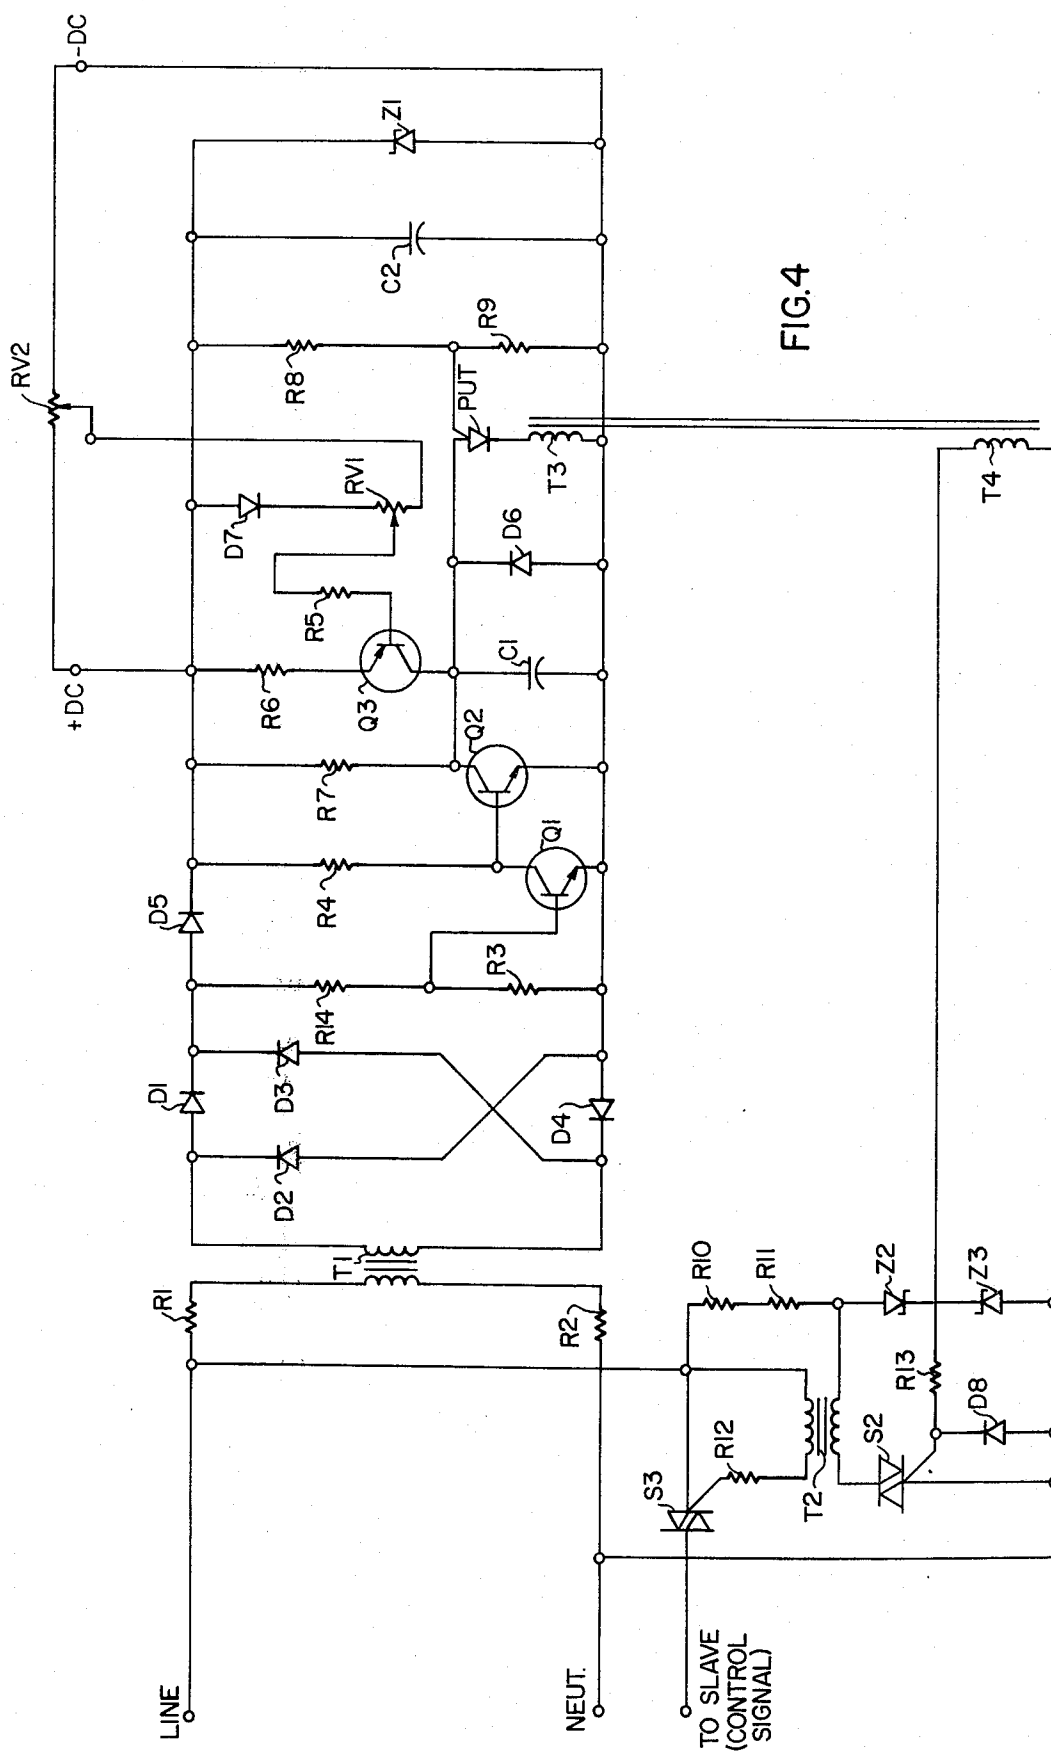 LINE
NEUT.
TO SLAVE
(CONTROL
SIGNAL)
R1
R2
T1
D1
D2
D3
D4
D5
R14
R3
R4
Q1
R7
Q2
+DC
R6
Q3
C1
R5
D7
RV1
D6
RV2
PUT
T3
R8
R9
C2
Z1
-DC
S3
R12
T2
S2
R10
R11
Z2
Z3
R13
D8
T4
FIG.4